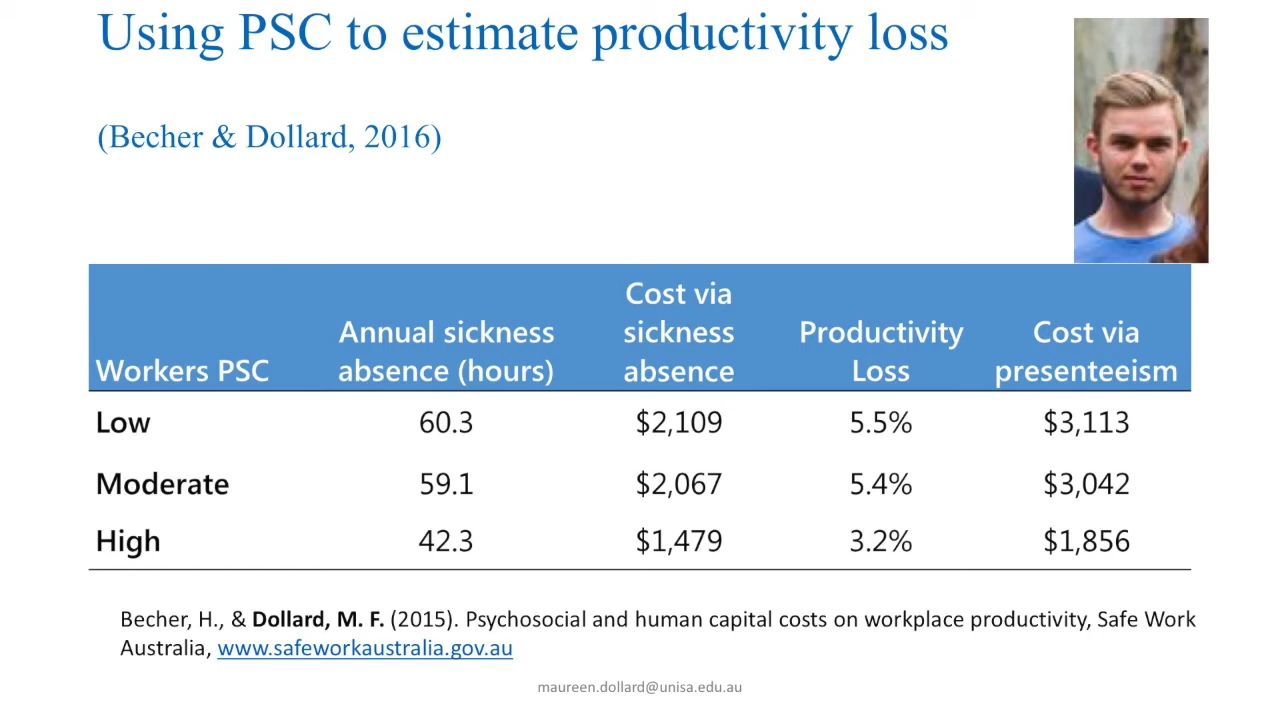 Using PSC to estimate productivity loss
(Becher & Dollard, 2016)
Workers PSC Annual sickness absence (hours) Cost via sickness absence Productivity Loss Cost via presenteeism
Low 60.3 $2,109 5.5% $3,113
Moderate 59.1 $2,067 5.4% $3,042
High 42.3 $1,479 3.2% $1,856
Becher, H., & Dollard, M. F. (2015). Psychosocial and human capital costs on workplace productivity, Safe Work
Australia, www.safeworkaustralia.gov.au
maureen.dollard@unisa.edu.au